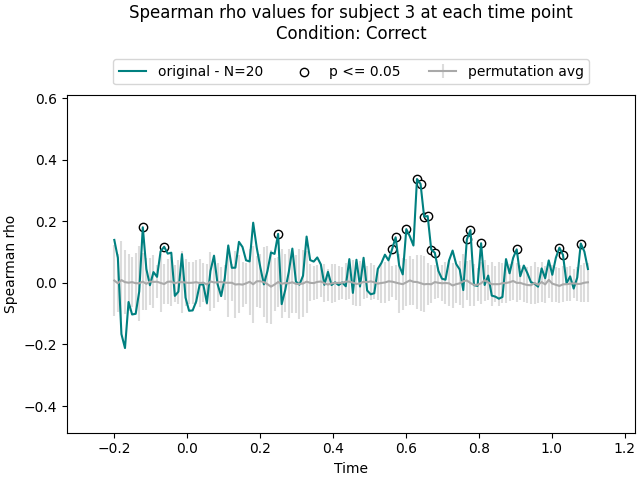 Spearman rho values for subject 3 at each time point
Condition: Correct
original - N=20 p <= 0.05 permutation avg
0.6
0.4
0.2
0.0
−0.2
−0.4
Spearman rho
−0.2 0.0 0.2 0.4 0.6 0.8 1.0 1.2
Time